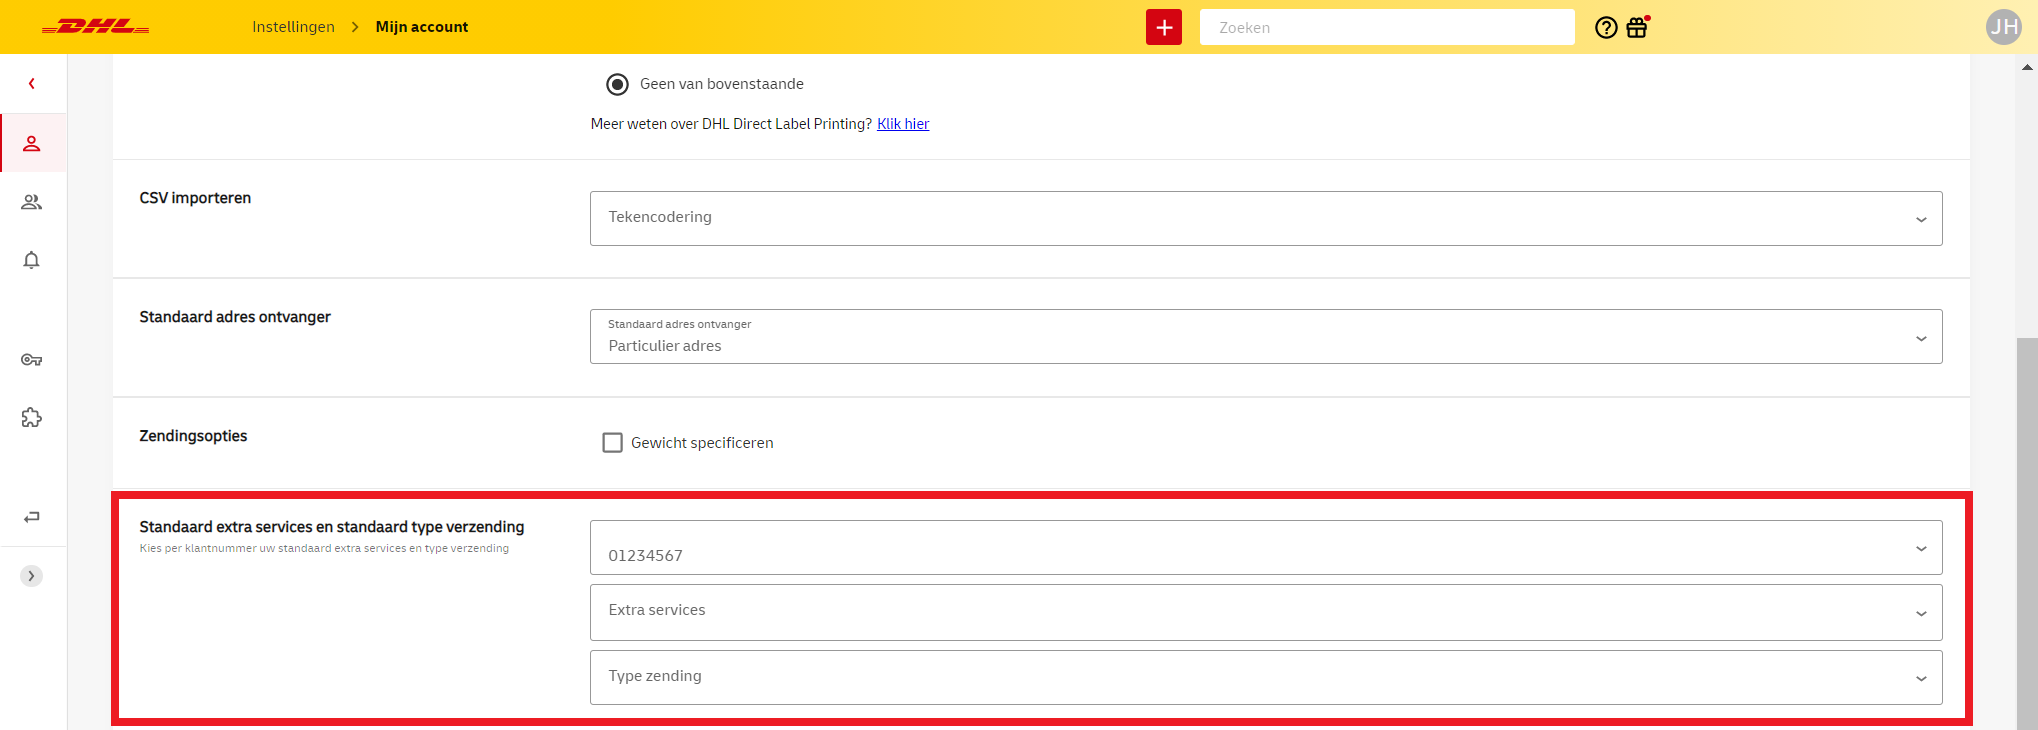 DHL
Instellingen > Mijn account
Zoeken
JH
Geen van bovenstaande
Meer weten over DHL Direct Label Printing? Klik hier
CSV importeren
Tekencodering
Standaard adres ontvanger
Standaard adres ontvanger
Particulier adres
Zendingsopties
Gewicht specificeren
Standaard extra services en standaard type verzending
Kies per klantnummer uw standaard extra services en type verzending
01234567
Extra services
Type zending